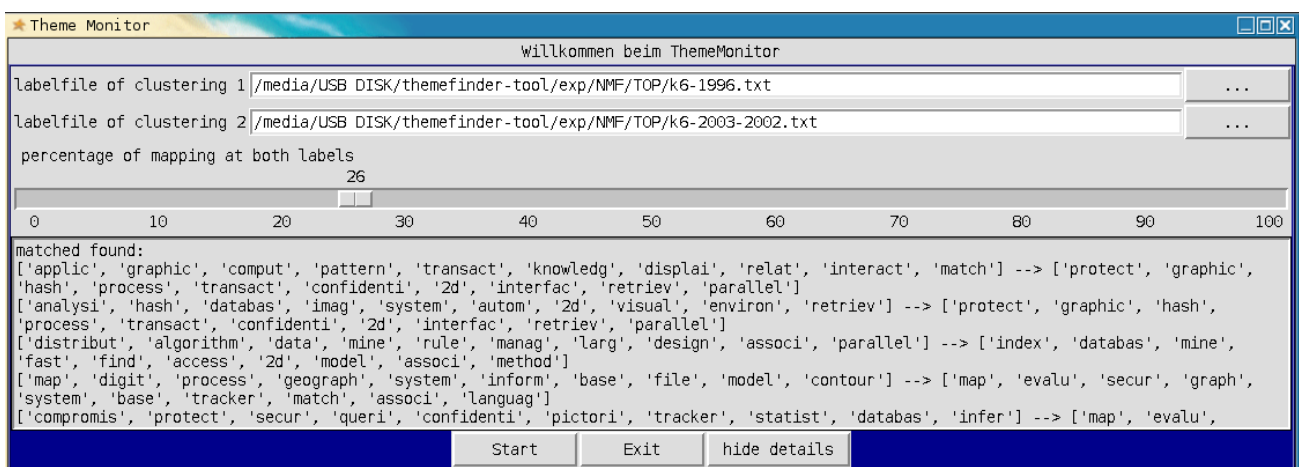 Theme Monitor
Willkommen beim ThemeMonitor
labelfile of clustering 1 /media/USB DISK/themefinder-tool/exp/NMF/TOP/k6-1996.txt ...
labelfile of clustering 2 /media/USB DISK/themefinder-tool/exp/NMF/TOP/k6-2003-2002.txt ...
percentage of mapping at both labels
26
0 10 20 30 40 50 60 70 80 90 100
matched found:
['applic', 'graphic', 'comput', 'pattern', 'transact', 'knowledg', 'displai', 'relat', 'interact', 'match'] --> ['protect', 'graphic',
'hash', 'process', 'transact', 'confidenti', '2d', 'interfac', 'retriev', 'parallel']
['analysi', 'hash', 'databas', 'imag', 'system', 'autom', '2d', 'visual', 'environ', 'retriev'] --> ['protect', 'graphic', 'hash',
'process', 'transact', 'confidenti', '2d', 'interfac', 'retriev', 'parallel']
['distribut', 'algorithm', 'data', 'mine', 'rule', 'manag', 'larg', 'design', 'associ', 'parallel'] --> ['index', 'databas', 'mine',
'fast', 'find', 'access', '2d', 'model', 'associ', 'method']
['map', 'digit', 'process', 'geograph', 'system', 'inform', 'base', 'file', 'model', 'contour'] --> ['map', 'evalu', 'secur', 'graph',
'system', 'base', 'tracker', 'match', 'associ', 'languag']
['compromis', 'protect', 'secur', 'queri', 'confidenti', 'pictori', 'tracker', 'statist', 'databas', 'infer'] --> ['map', 'evalu',
Start Exit hide details